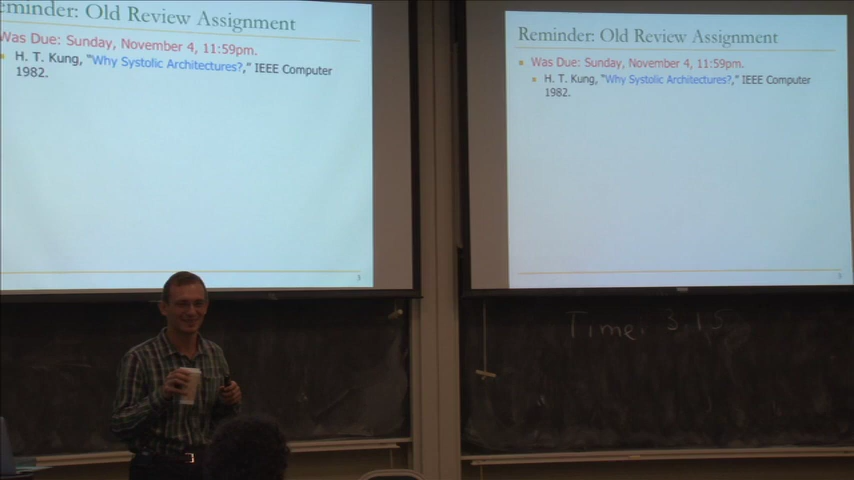 eminder: Old Review Assignment
Was Due: Sunday, November 4, 11:59pm.
H. T. Kung, "Why Systolic Architectures?," IEEE Computer
1982.
3
Reminder: Old Review Assignment
Was Due: Sunday, November 4, 11:59pm.
H. T. Kung, "Why Systolic Architectures?," IEEE Computer
1982.
3
Time: 3:15